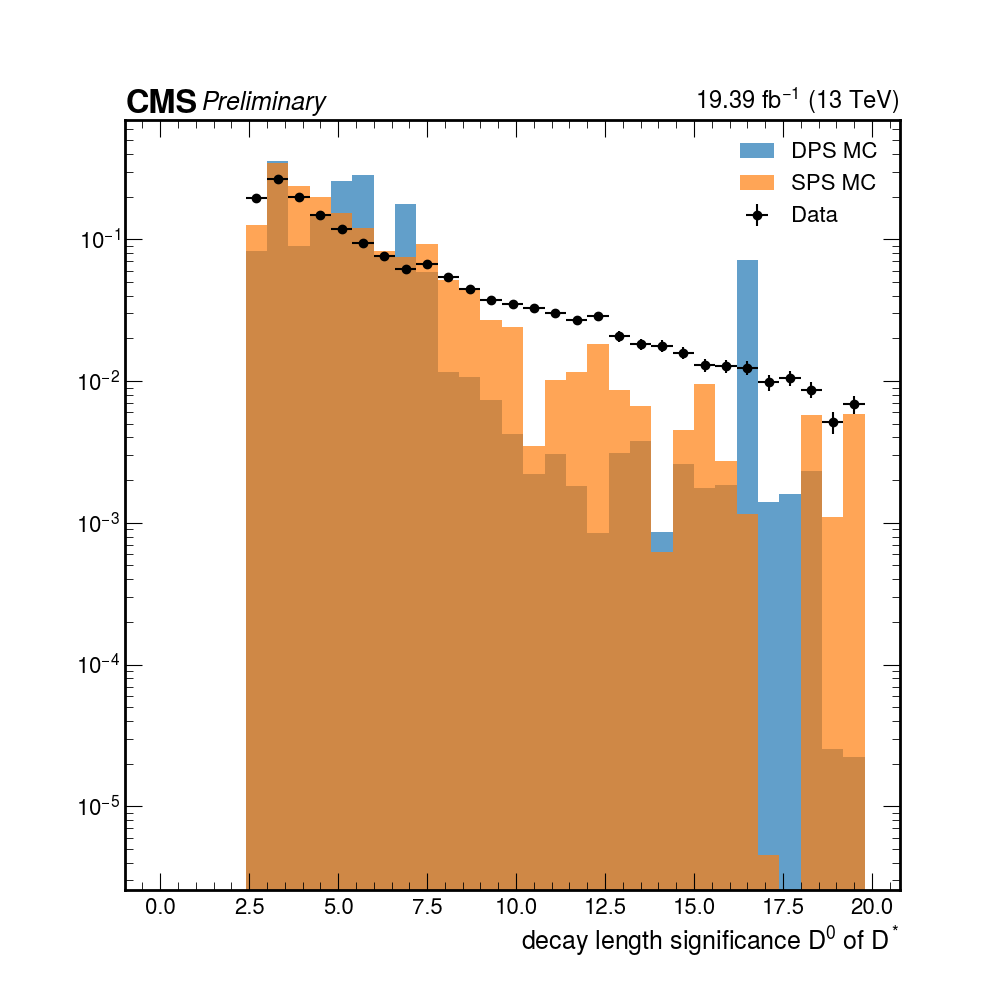 CMS Preliminary 19.39 fb⁻¹ (13 TeV)
DPS MC
SPS MC
Data
10⁻¹
10⁻²
10⁻³
10⁻⁴
10⁻⁵
0.0 2.5 5.0 7.5 10.0 12.5 15.0 17.5 20.0
decay length significance D⁰ of D*